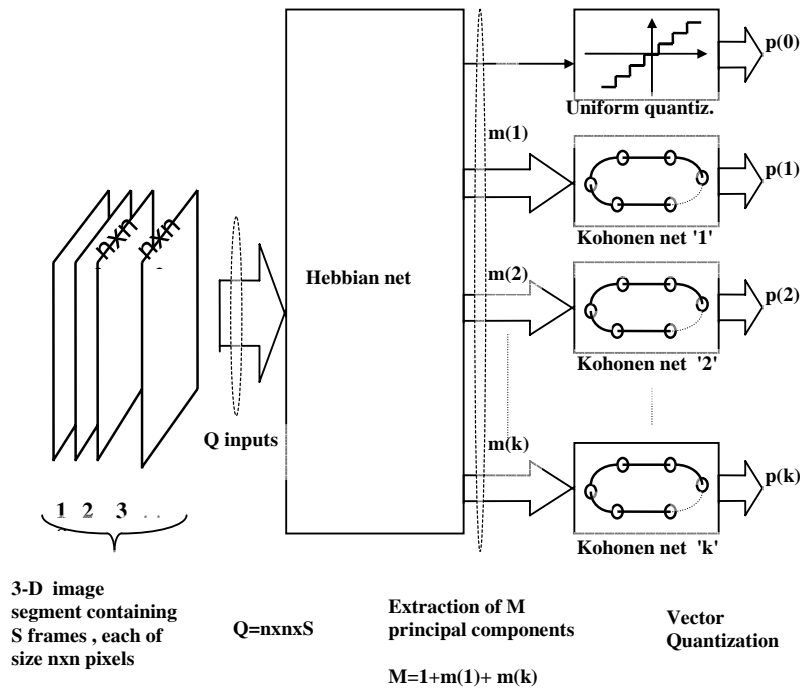 p(0)
Uniform quantiz.
m(1)
p(1)
Kohonen net '1'
nxn nxn
m(2)
p(2)
Hebbian net
Kohonen net '2'
Q inputs
m(k)
p(k)
1 2 3 . .
Kohonen net 'k'
3-D image
segment containing
S frames , each of
size nxn pixels
Q=nxnxS
Extraction of M
principal components
M=1+m(1)+ m(k)
Vector
Quantization